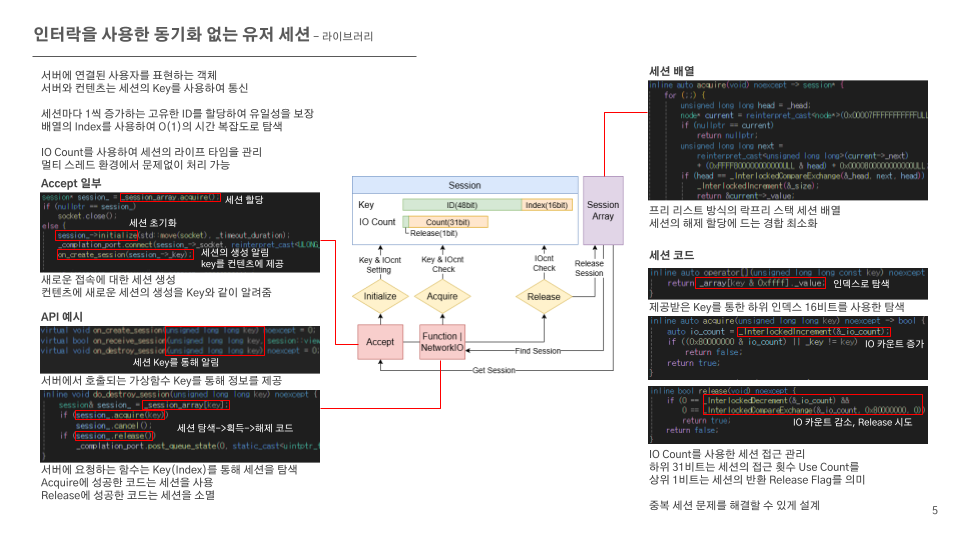 인터락을 사용한 동기화 없는 유저 세션 – 라이브러리
서버에 연결된 사용자를 표현하는 객체
서버와 컨텐츠는 세션의 Key를 사용하여 통신
세션마다 1씩 증가하는 고유한 ID를 할당하여 유일성을 보장
배열의 Index를 사용하여 O(1)의 시간 복잡도로 탐색
IO Count를 사용하여 세션의 라이프 타임을 관리
멀티 스레드 환경에서 문제없이 처리 가능
Accept 일부
session* session_ = _session_array.acquire();
세션 할당
if (nullptr == session_)
socket.close();
else {
세션 초기화
session_->initialize(std::move(socket), _timeout_duration);
_complation_port.connect(session_->_socket, reinterpret_cast<ULONG_
on_create_session(session_->_key);
세션의 생성 알림
key를 컨텐츠에 제공
}
새로운 접속에 대한 세션 생성
컨텐츠에 새로운 세션의 생성을 Key와 같이 알려줌
API 예시
virtual void on_create_session(unsigned long long key) noexcept = 0;
virtual bool on_receive_session(unsigned long long key, session::view
virtual void on_destroy_session(unsigned long long key) noexcept = 0;
세션 Key를 통해 알림
서버에서 호출되는 가상함수 Key를 통해 정보를 제공
inline void do_destroy_session(unsigned long long key) noexcept {
session& session_ = _session_array[key];
if (session_.acquire(key))
session_.cancel();
세션 탐색->획득->해제 코드
if (session_.release())
_complation_port.post_queue_state(0, static_cast<uintptr_t
}
서버에 요청하는 함수는 Key(Index)를 통해 세션을 탐색
Acquire에 성공한 코드는 세션을 사용
Release에 성공한 코드는 세션을 소멸
Session
Key
ID(48bit)
Index(16bit)
IO Count
Count(31bit)
Release(1bit)
Session
Array
Key & IOcnt
Setting
Key & IOcnt
Check
IOcnt
Check
Release
Session
Initialize
Acquire
Release
Accept
Function |
NetworkIO
Find Session
Get Session
세션 배열
inline auto acquire(void) noexcept -> session* {
for (;;) {
unsigned long long head = _head;
node* current = reinterpret_cast<node*>(0x00007FFFFFFFFFFFULL
if (nullptr == current)
return nullptr;
unsigned long long next =
reinterpret_cast<unsigned long long>(current->_next)
+ (0xFFFF800000000000ULL & head) + 0x0000800000000000ULL
if (head == _InterlockedCompareExchange(&_head, next, head))
_InterlockedIncrement(&_size);
return &current->_value;
프리 리스트 방식의 락프리 스택 세션 배열
세션의 해제 할당에 드는 경합 최소화
세션 코드
inline auto operator[](unsigned long long const key) noexcept
return _array[key & 0xffff]._value;
인덱스로 탐색
}
제공받은 Key를 통한 하위 인덱스 16비트를 사용한 탐색
inline auto acquire(unsigned long long key) noexcept -> bool {
auto io_count = _InterlockedIncrement(&_io_count);
if ((0x80000000 & io_count) || _key != key)
IO 카운트 증가
return false;
return true;
}
inline bool release(void) noexcept {
if (0 == _InterlockedDecrement(&_io_count) &&
0 == _InterlockedCompareExchange(&_io_count, 0x80000000, 0))
return true;
IO 카운트 감소, Release 시도
return false;
}
IO Count를 사용한 세션 접근 관리
하위 31비트는 세션의 접근 횟수 Use Count를
상위 1비트는 세션의 반환 Release Flag를 의미
중복 세션 문제를 해결할 수 있게 설계
5